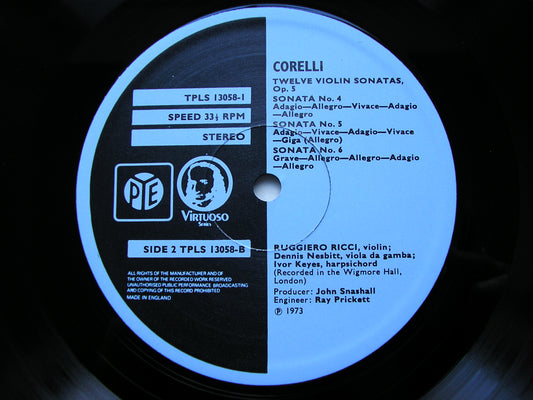 TPLS 13058-1
SPEED 33⅓ RPM
STEREO
PYE
VIRTUOSO
Series
SIDE 2 TPLS 13058-B
ALL RIGHTS OF THE MANUFACTURER AND OF
THE OWNER OF THE RECORDED WORK RESERVED
UNAUTHORISED PUBLIC PERFORMANCE BROADCASTING
AND COPYING OF THIS RECORD PROHIBITED
MADE IN ENGLAND
CORELLI
TWELVE VIOLIN SONATAS,
Op. 5
SONATA No. 4
Adagio—Allegro—Vivace—Adagio
—Allegro
SONATA No. 5
Adagio—Vivace—Adagio—Vivace
—Giga (Allegro)
SONATA No. 6
Grave—Allegro—Allegro—Adagio
—Allegro
RUGGIERO RICCI, violin;
Dennis Nesbitt, viola da gamba;
Ivor Keyes, harpsichord
(Recorded in the Wigmore Hall,
London)
Producer: John Snashall
Engineer: Ray Prickett
℗ 1973